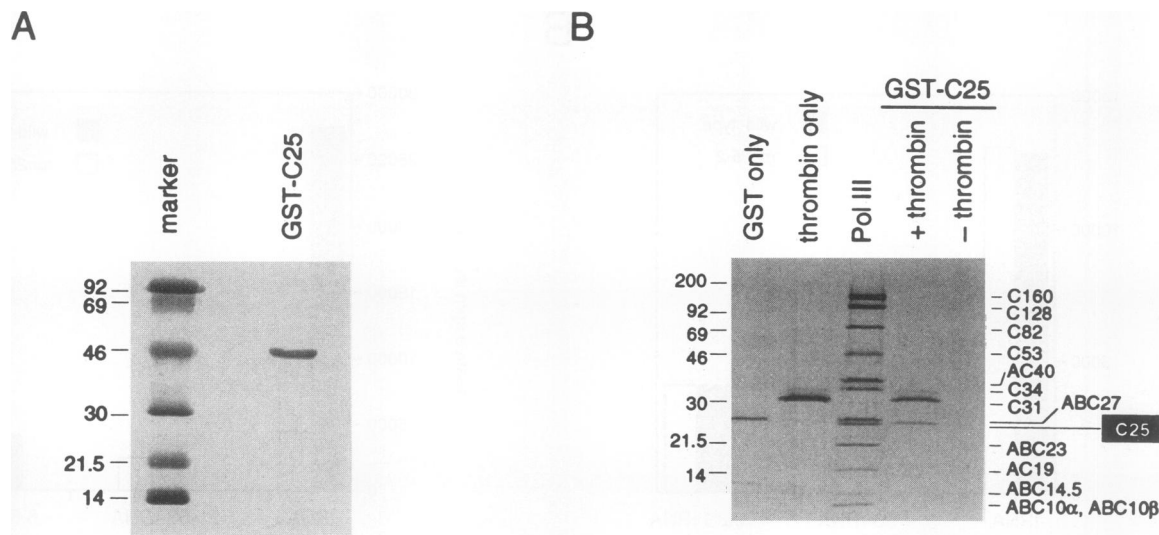 A
marker
GST-C25
92
69
46
30
21.5
14
B
GST-C25
GST only
thrombin only
Pol III
+ thrombin
– thrombin
200
92
69
46
30
21.5
14
C160
C128
C82
C53
AC40
C34
C31
ABC27
C25
ABC23
AC19
ABC14.5
ABC10α, ABC10β